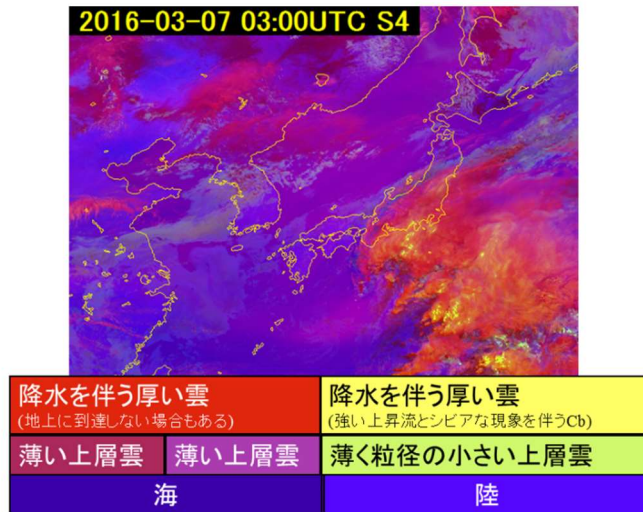 2016-03-07 03:00UTC S4
降水を伴う厚い雲
(地上に到達しない場合もある)
降水を伴う厚い雲
(強い上昇流とシビアな現象を伴うCb)
薄い上層雲
薄い上層雲
薄く粒径の小さい上層雲
海
陸